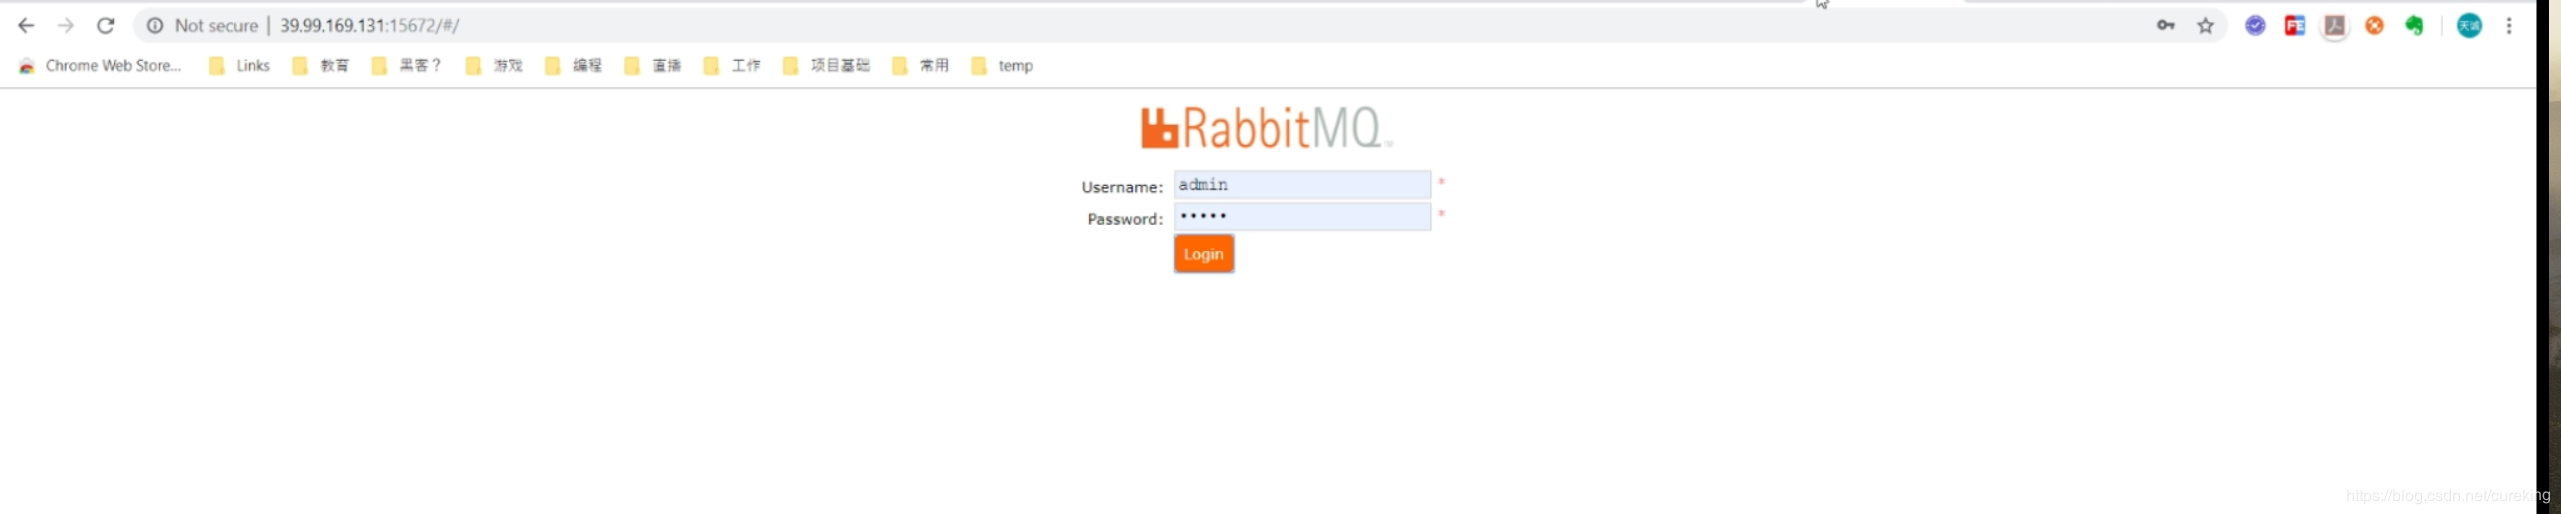 Not secure | 39.99.169.131:15672/#/
Chrome Web Store... Links 教育 黑客？ 游戏 编程 直播 工作 项目基础 常用 temp
RabbitMQ
Username: admin *
Password: ••••• *
Login
https://blog.csdn.net/cureking